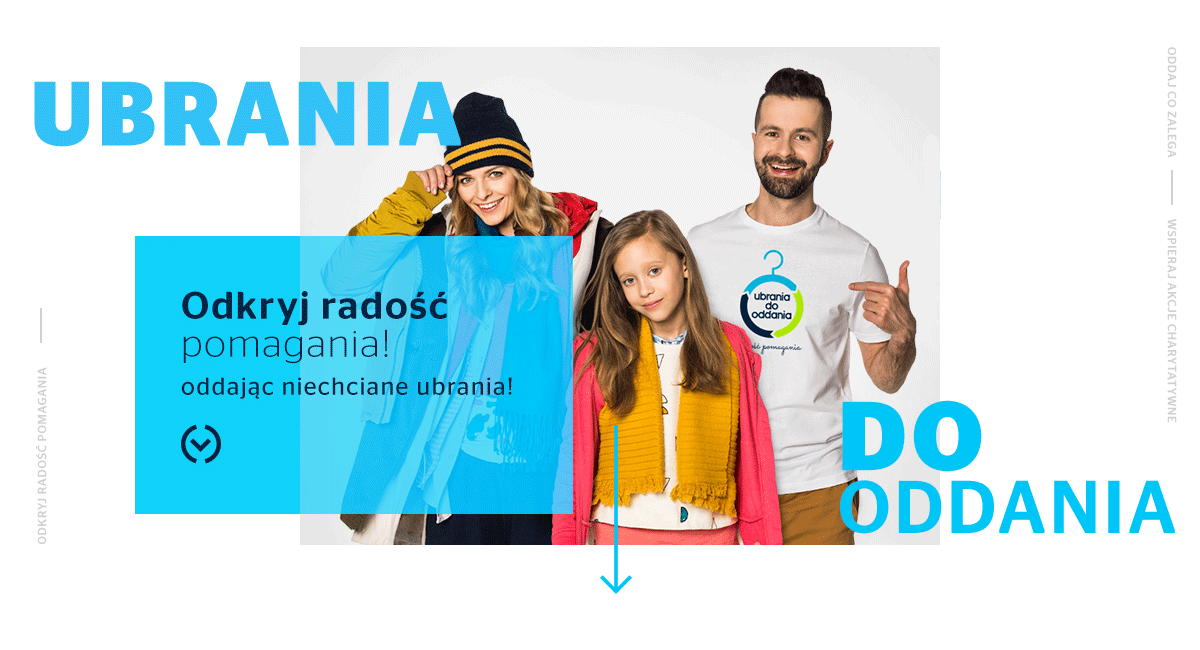 UBRANIA
Odkryj radość
pomagania!
oddając niechciane ubrania!
ubrania
do
oddania
pomagania
DO
ODDANIA
ODKRYJ RADOŚĆ POMAGANIA
ODDAJ CO ZALEGA
WSPIERAJ AKCJE CHARYTATYWNE